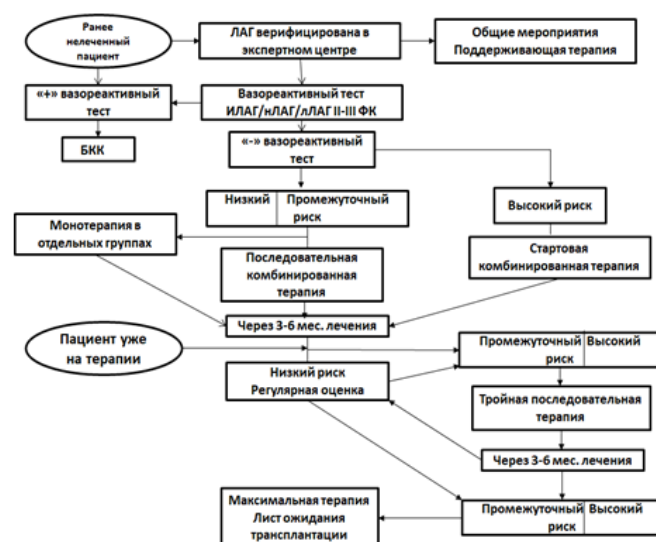 Ранее
нелеченный
пациент
ЛАГ верифицирована в
экспертном центре
Общие мероприятия
Поддерживающая терапия
«+» вазореактивный
тест
Вазореактивный тест
ИЛАГ/нЛАГ/лЛАГ II-III ФК
БКК
«-» вазореактивный
тест
Низкий Промежуточный
риск
Высокий риск
Монотерапия в
отдельных группах
Последовательная
комбинированная
терапия
Стартовая
комбинированная терапия
Через 3-6 мес. лечения
Пациент уже
на терапии
Промежуточный Высокий
риск
Низкий риск
Регулярная оценка
Тройная последовательная
терапия
Через 3-6 мес. лечения
Максимальная терапия
Лист ожидания
трансплантации
Промежуточный Высокий
риск